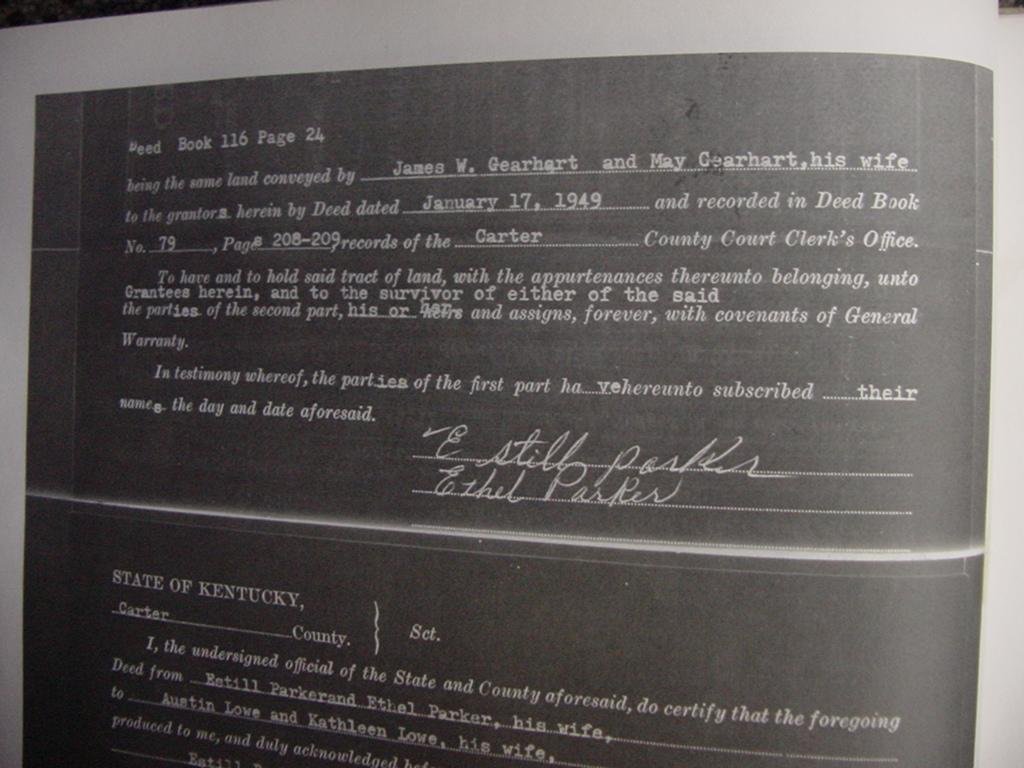 Deed Book 116 Page 24
being the same land conveyed by James W. Gearhart and May Gearhart, his wife
to the grantors herein by Deed dated January 17, 1949 and recorded in Deed Book
No. 79, Pages 208-209, records of the Carter County Court Clerk's Office.
To have and to hold said tract of land, with the appurtenances thereunto belonging, unto
Grantees herein, and to the survivor of either of the said
the parties of the second part, his or heirs and assigns, forever, with covenants of General
Warranty.
In testimony whereof, the parties of the first part ha ve hereunto subscribed their
names the day and date aforesaid.
Estill Parker
Ethel Parker
STATE OF KENTUCKY,
Carter County. } Sct.
I, the undersigned official of the State and County aforesaid, do certify that the foregoing
Deed from Estill Parkerand Ethel Parker, his wife,
to Austin Lowe and Kathleen Lowe, his wife,
produced to me, and duly acknowledged
Estill